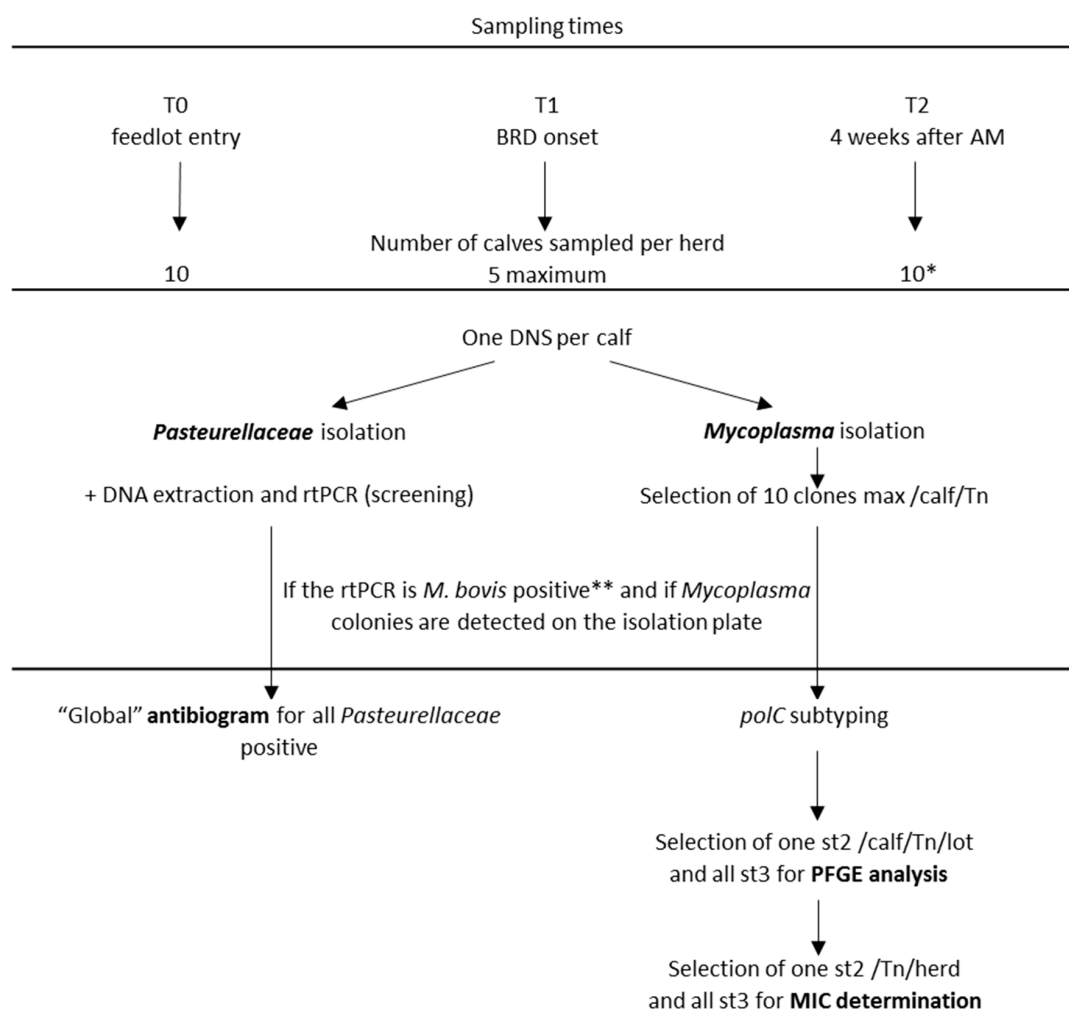 Sampling times
T0
feedlot entry
T1
BRD onset
T2
4 weeks after AM
Number of calves sampled per herd
10
5 maximum
10*
One DNS per calf
Pasteurellaceae isolation
Mycoplasma isolation
+ DNA extraction and rtPCR (screening)
Selection of 10 clones max /calf/Tn
If the rtPCR is M. bovis positive** and if Mycoplasma
colonies are detected on the isolation plate
“Global” antibiogram for all Pasteurellaceae
positive
polC subtyping
Selection of one st2 /calf/Tn/lot
and all st3 for PFGE analysis
Selection of one st2 /Tn/herd
and all st3 for MIC determination